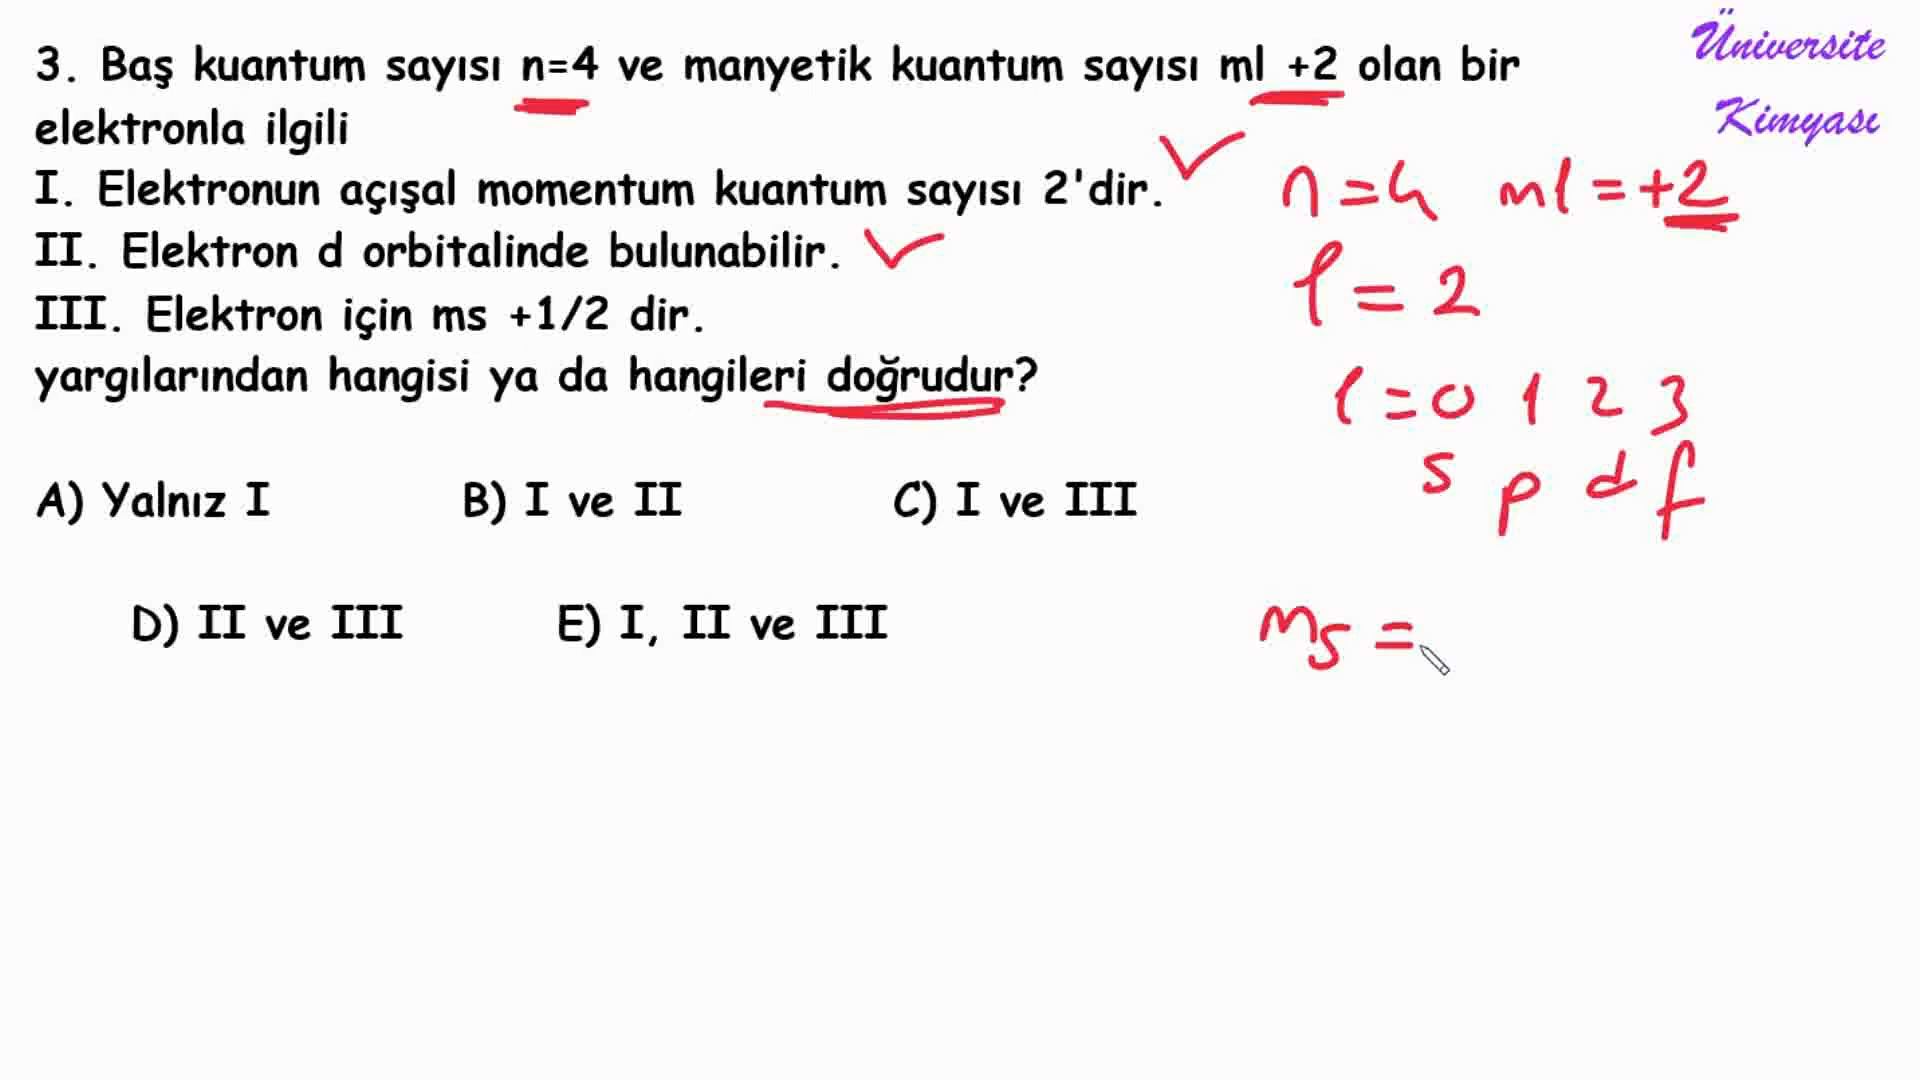 3. Baş kuantum sayısı n=4 ve manyetik kuantum sayısı ml +2 olan bir
elektronla ilgili
I. Elektronun açışal momentum kuantum sayısı 2'dir.
II. Elektron d orbitalinde bulunabilir.
III. Elektron için ms +1/2 dir.
yargılarından hangisi ya da hangileri doğrudur?
A) Yalnız I B) I ve II C) I ve III
D) II ve III E) I, II ve III
Üniversite
Kimyası
n=4 ml=+2
l=2
l=0 1 2 3
s p d f
ms =